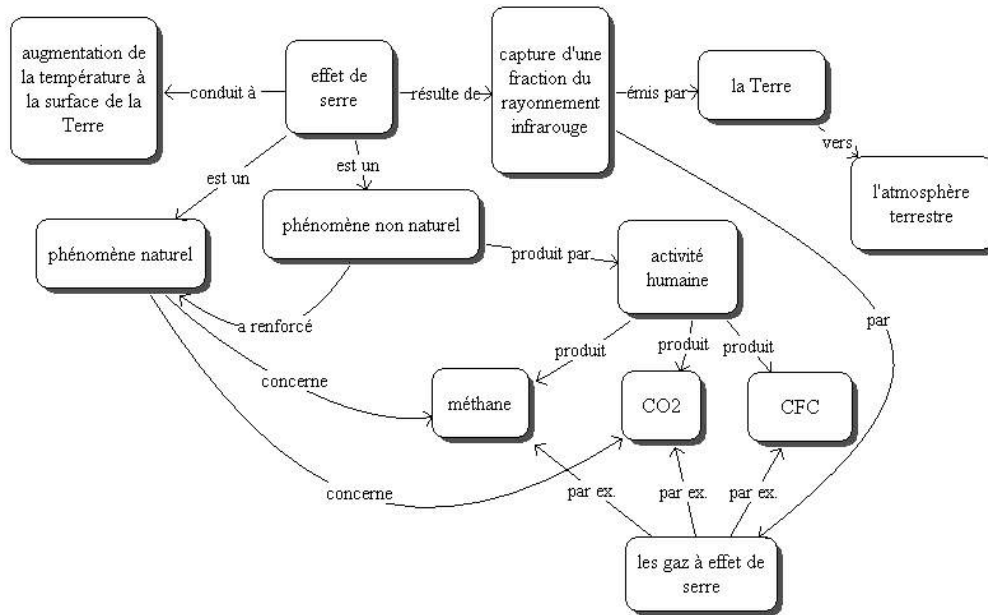 augmentation de
la température à
la surface de la
Terre
conduit à
effet de
serre
résulte de
capture d'une
fraction du
rayonnement
infrarouge
émis par
la Terre
vers
l'atmosphère
terrestre
est un
est un
phénomène naturel
phénomène non naturel
produit par
activité
humaine
a renforcé
par
produit
produit
produit
concerne
méthane
CO2
CFC
concerne
par ex.
par ex.
par ex.
les gaz à effet de
serre